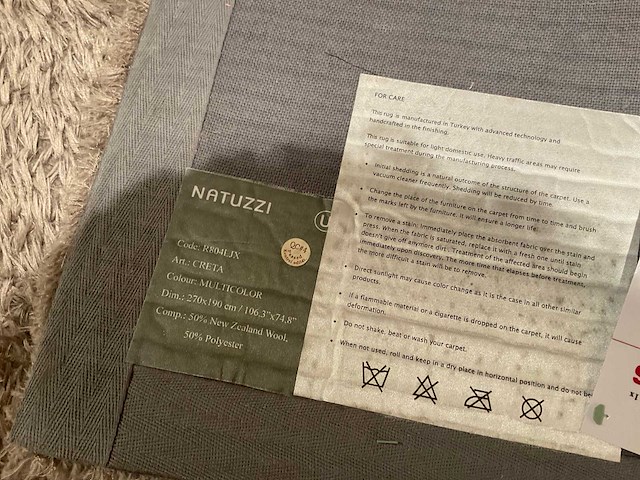 NATUZZI
Code: R804LJX
Art.: CRETA
Colour: MULTICOLOR
Dim.: 270x190 cm / 106,3"x74,8"
Comp.: 50% New Zealand Wool,
50% Polyester
FOR CARE
This rug is manufactured in Turkey with advanced technology and
handcrafted in the finishing.
This rug is suitable for light domestic use. Heavy traffic areas may require
special treatment during the manufacturing process.
• Initial shedding is a natural outcome of the structure of the carpet. Use a
vacuum cleaner frequently. Shedding will be reduced by time.
• Change the place of the furniture on the carpet from time to time and brush
the marks left by the furniture. It will ensure a longer life.
• To remove a stain: Immediately place the absorbent fabric over the stain and
press. When the fabric is saturated, replace it with a fresh one until stain
doesn't give off anymore dirt. Treatment of the affected area should begin
immediately upon discovery. The more time that elapses before treatment,
the more difficult a stain will be to remove.
• Direct sunlight may cause color change as it is the case in all other similar
products.
• If a flammable material or a cigarette is dropped on the carpet, it will cause
deformation.
• Do not shake, beat or wash your carpet.
• When not used, roll and keep in a dry place in horizontal position and do not be